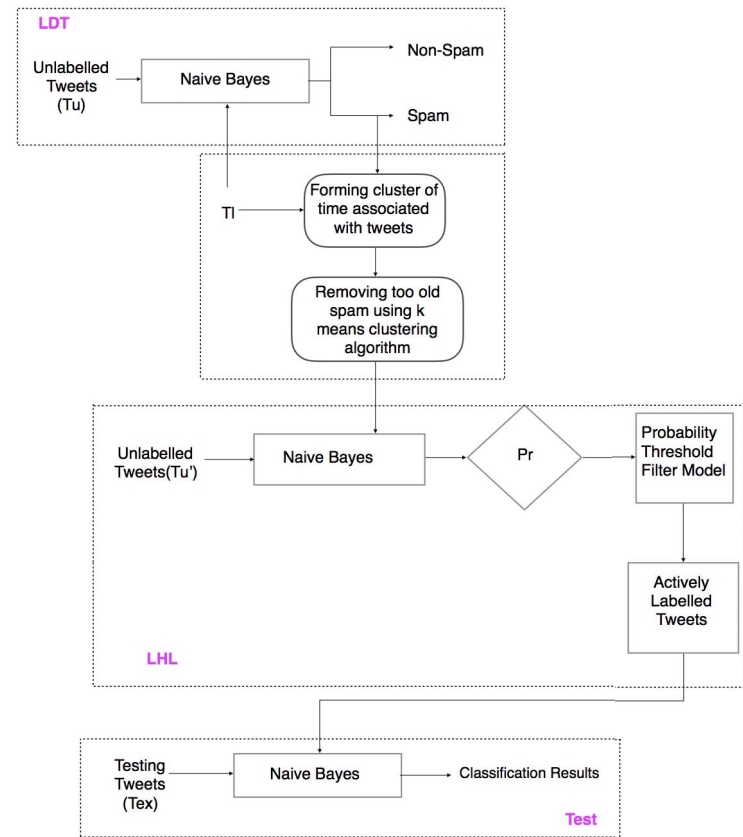 LDT
Unlabelled
Tweets
(Tu)
Naive Bayes
Non-Spam
Spam
Tl
Forming cluster of
time associated
with tweets
Removing too old
spam using k
means clustering
algorithm
Unlabelled
Tweets(Tu’)
Naive Bayes
Pr
Probability
Threshold
Filter Model
Actively
Labelled
Tweets
LHL
Testing
Tweets
(Tex)
Naive Bayes
Classification Results
Test